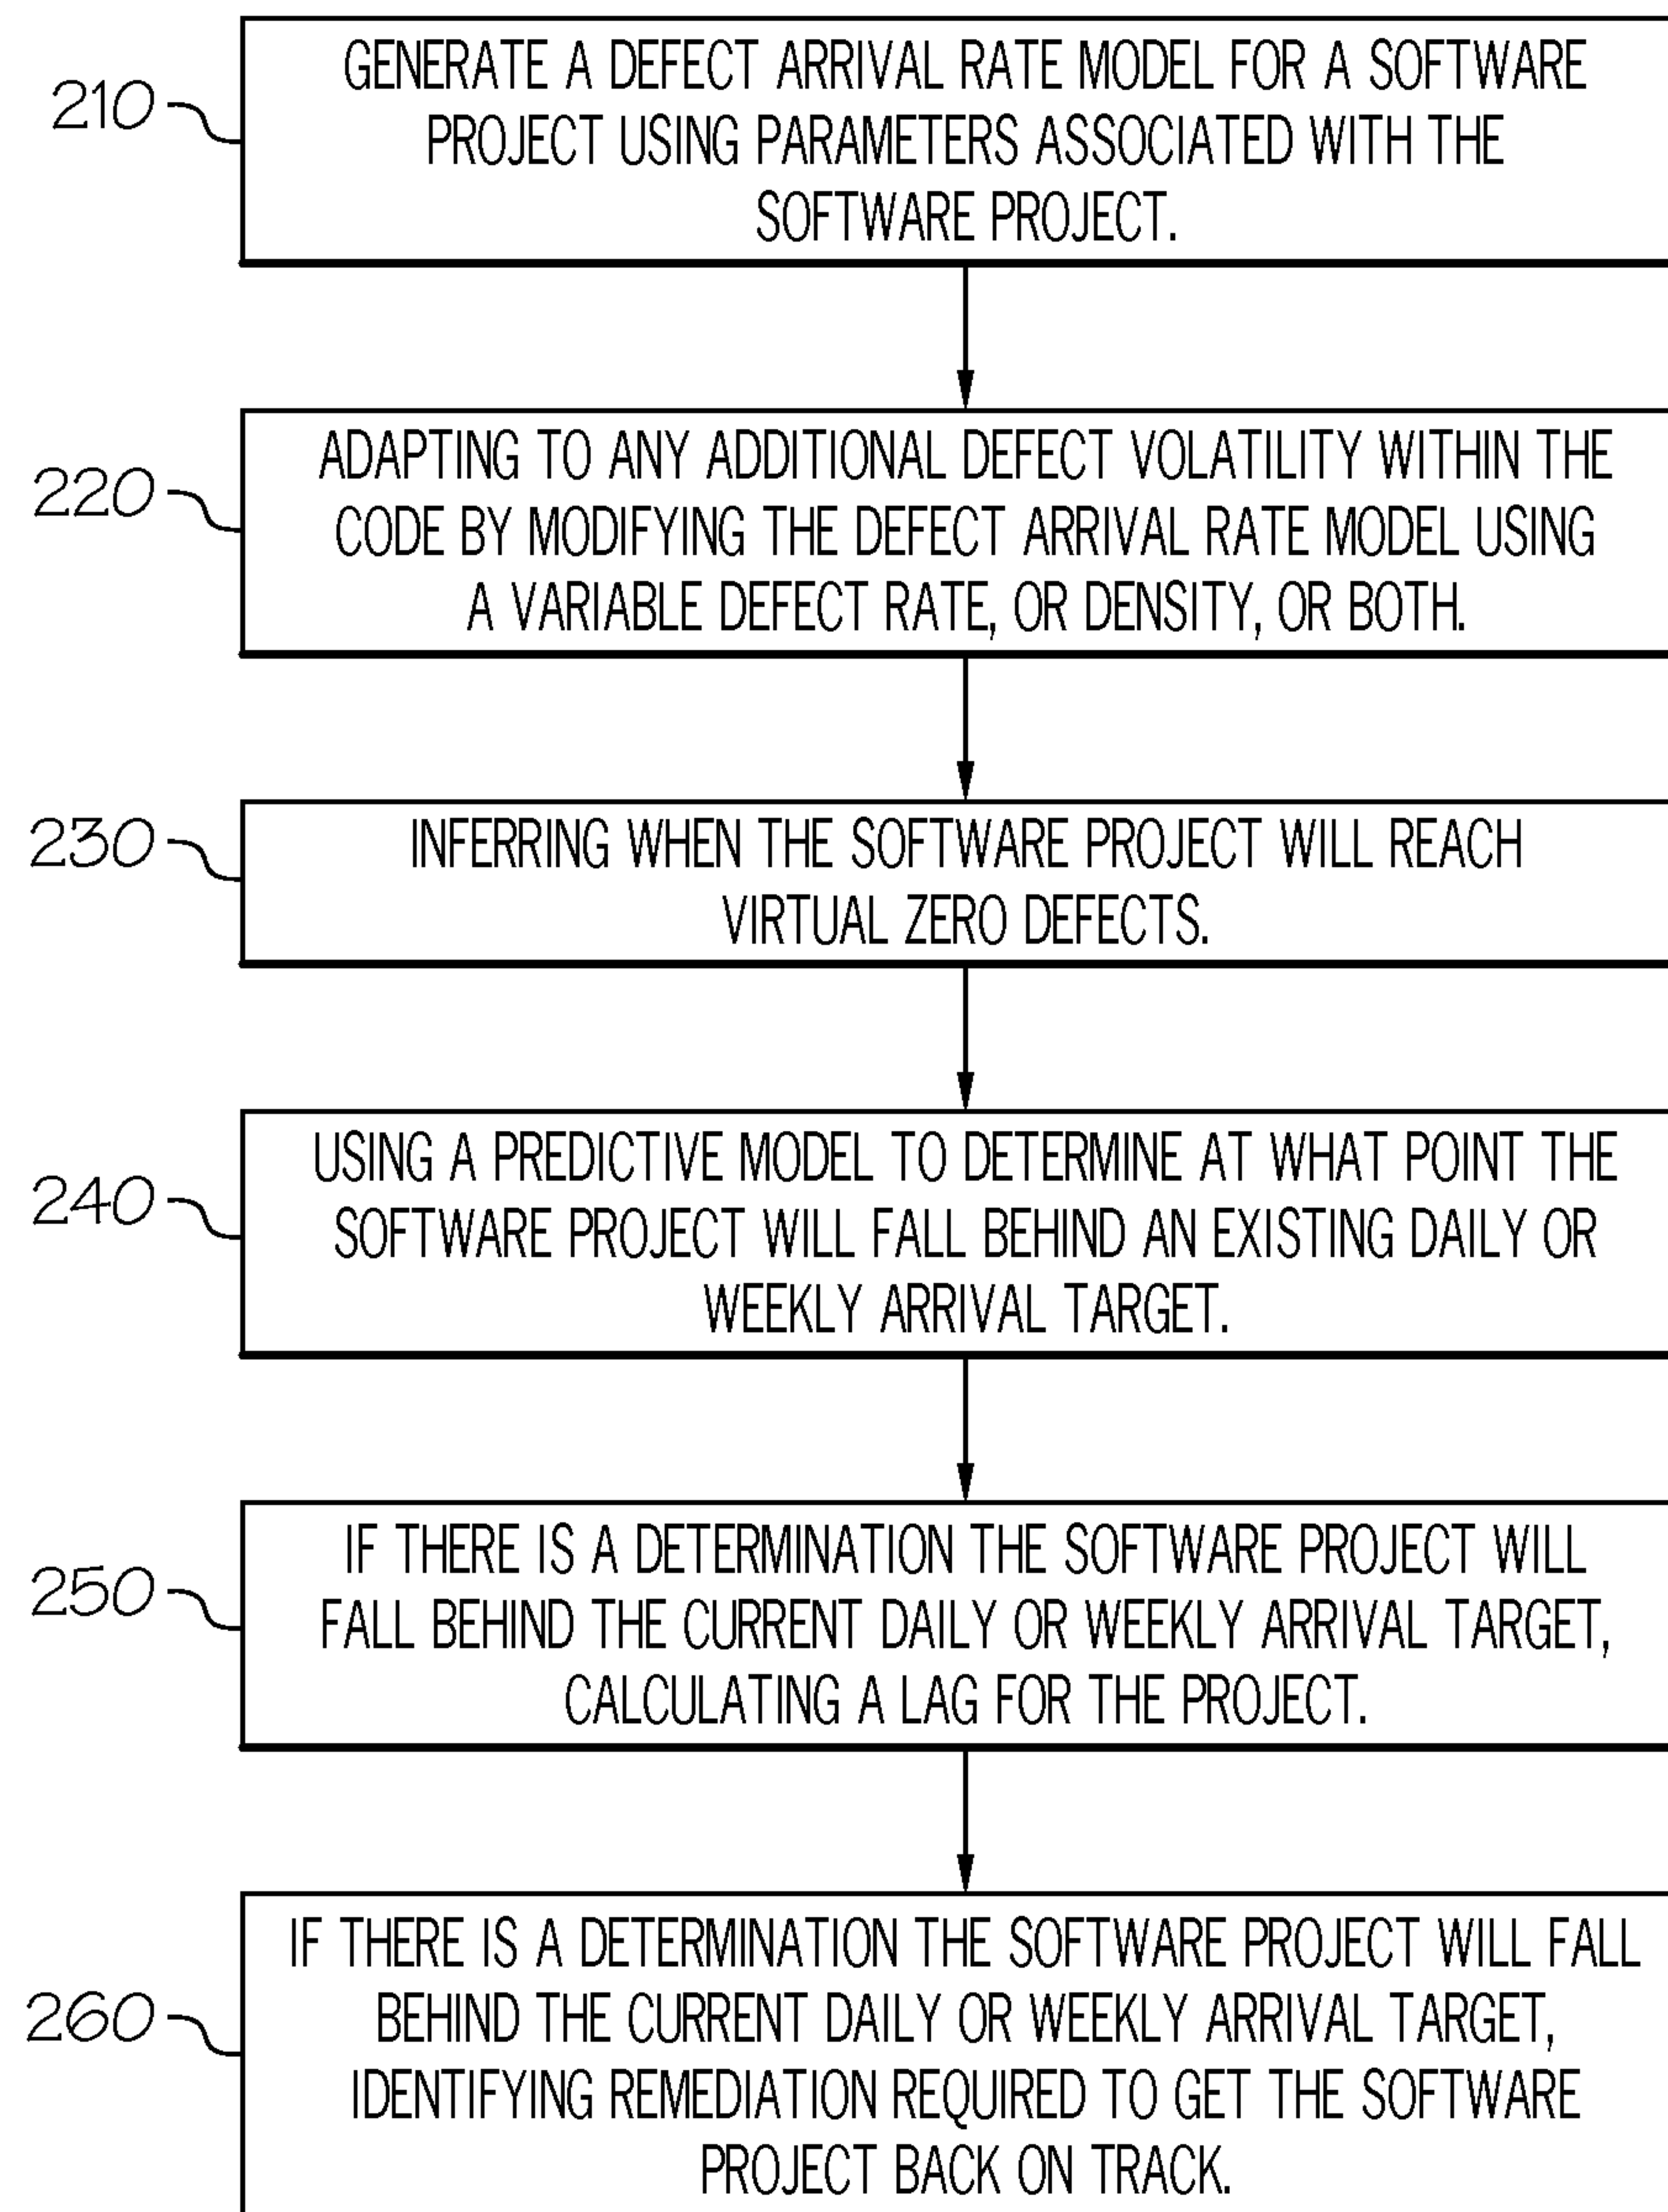 210
GENERATE A DEFECT ARRIVAL RATE MODEL FOR A SOFTWARE
PROJECT USING PARAMETERS ASSOCIATED WITH THE
SOFTWARE PROJECT.
220
ADAPTING TO ANY ADDITIONAL DEFECT VOLATILITY WITHIN THE
CODE BY MODIFYING THE DEFECT ARRIVAL RATE MODEL USING
A VARIABLE DEFECT RATE, OR DENSITY, OR BOTH.
230
INFERRING WHEN THE SOFTWARE PROJECT WILL REACH
VIRTUAL ZERO DEFECTS.
240
USING A PREDICTIVE MODEL TO DETERMINE AT WHAT POINT THE
SOFTWARE PROJECT WILL FALL BEHIND AN EXISTING DAILY OR
WEEKLY ARRIVAL TARGET.
250
IF THERE IS A DETERMINATION THE SOFTWARE PROJECT WILL
FALL BEHIND THE CURRENT DAILY OR WEEKLY ARRIVAL TARGET,
CALCULATING A LAG FOR THE PROJECT.
260
IF THERE IS A DETERMINATION THE SOFTWARE PROJECT WILL FALL
BEHIND THE CURRENT DAILY OR WEEKLY ARRIVAL TARGET,
IDENTIFYING REMEDIATION REQUIRED TO GET THE SOFTWARE
PROJECT BACK ON TRACK.